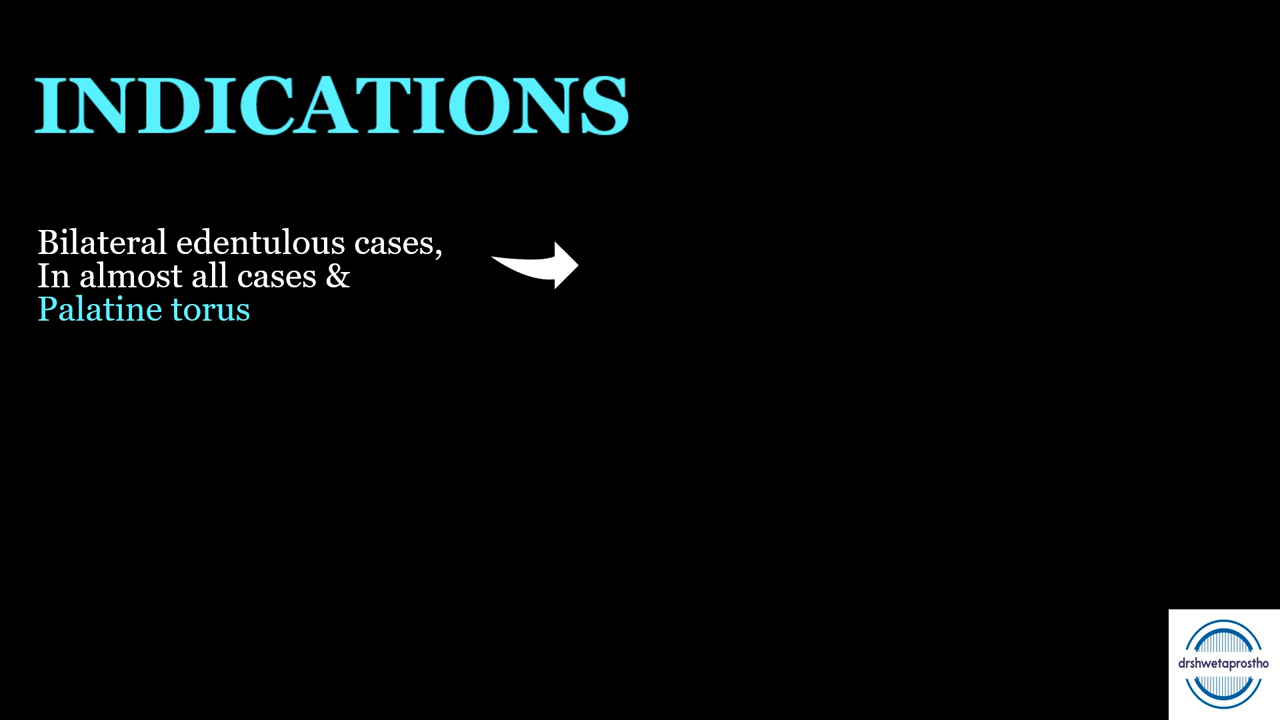 INDICATIONS
Bilateral edentulous cases,
In almost all cases &
Palatine torus
drshwetaprostho